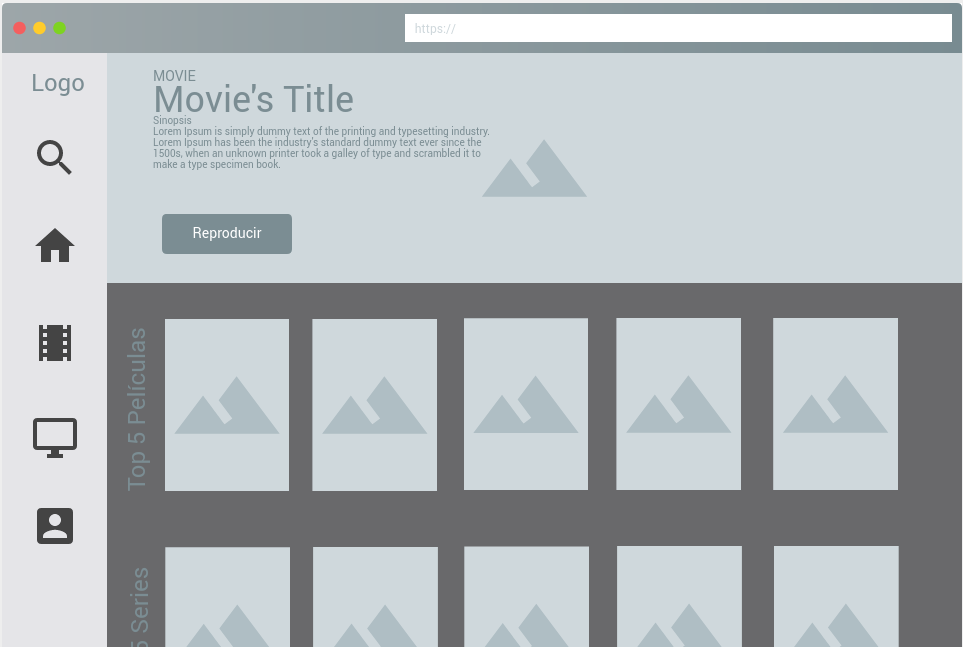 https://
Logo
MOVIE
Movie's Title
Sinopsis
Lorem Ipsum is simply dummy text of the printing and typesetting industry.
Lorem Ipsum has been the industry's standard dummy text ever since the
1500s, when an unknown printer took a galley of type and scrambled it to
make a type specimen book.
Reproducir
Top 5 Películas
5 Series